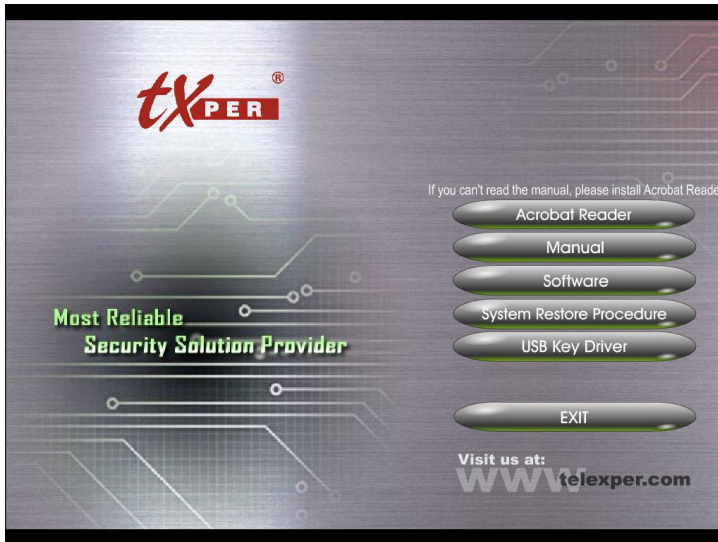 tXPER ®
If you can't read the manual, please install Acrobat Reade
Acrobat Reader
Manual
Software
System Restore Procedure
USB Key Driver
Most Reliable
Security Solution Provider
EXIT
Visit us at:
WWW telexper.com